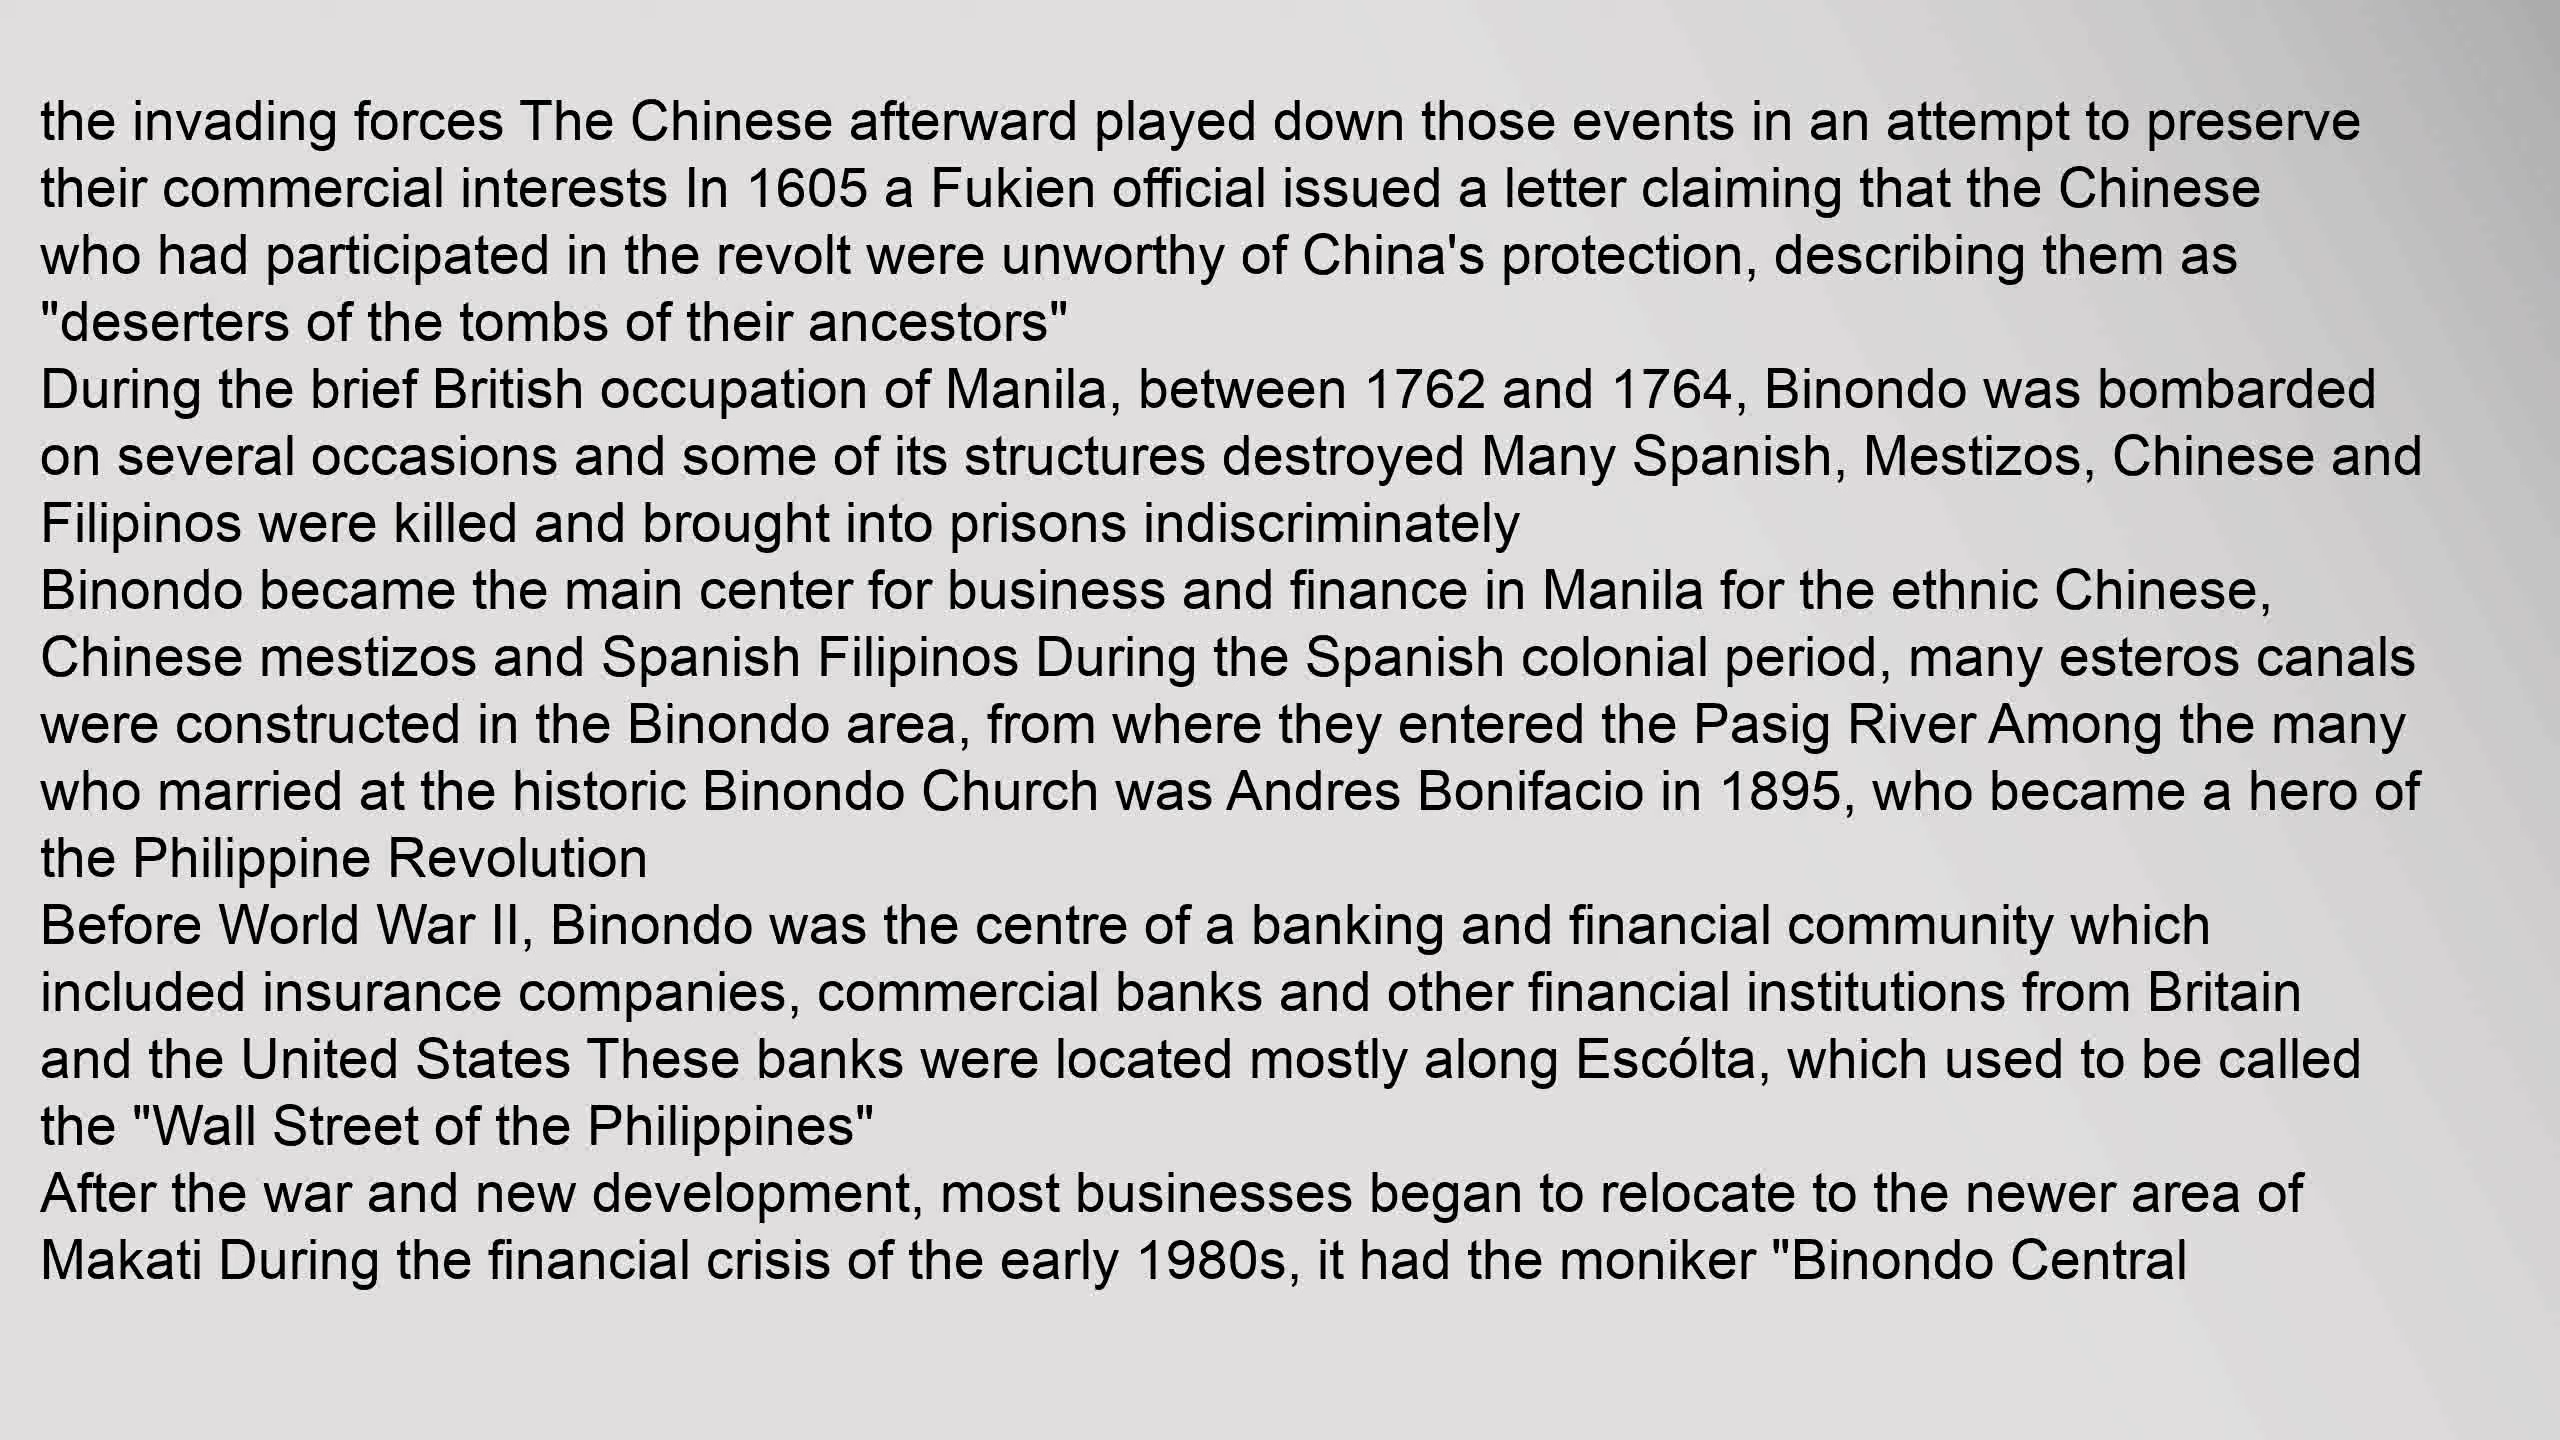 the invading forces The Chinese afterward played down those events in an attempt to preserve
their commercial interests In 1605 a Fukien official issued a letter claiming that the Chinese
who had participated in the revolt were unworthy of China's protection, describing them as
"deserters of the tombs of their ancestors"
During the brief British occupation of Manila, between 1762 and 1764, Binondo was bombarded
on several occasions and some of its structures destroyed Many Spanish, Mestizos, Chinese and
Filipinos were killed and brought into prisons indiscriminately
Binondo became the main center for business and finance in Manila for the ethnic Chinese,
Chinese mestizos and Spanish Filipinos During the Spanish colonial period, many esteros canals
were constructed in the Binondo area, from where they entered the Pasig River Among the many
who married at the historic Binondo Church was Andres Bonifacio in 1895, who became a hero of
the Philippine Revolution
Before World War II, Binondo was the centre of a banking and financial community which
included insurance companies, commercial banks and other financial institutions from Britain
and the United States These banks were located mostly along Escólta, which used to be called
the "Wall Street of the Philippines"
After the war and new development, most businesses began to relocate to the newer area of
Makati During the financial crisis of the early 1980s, it had the moniker "Binondo Central